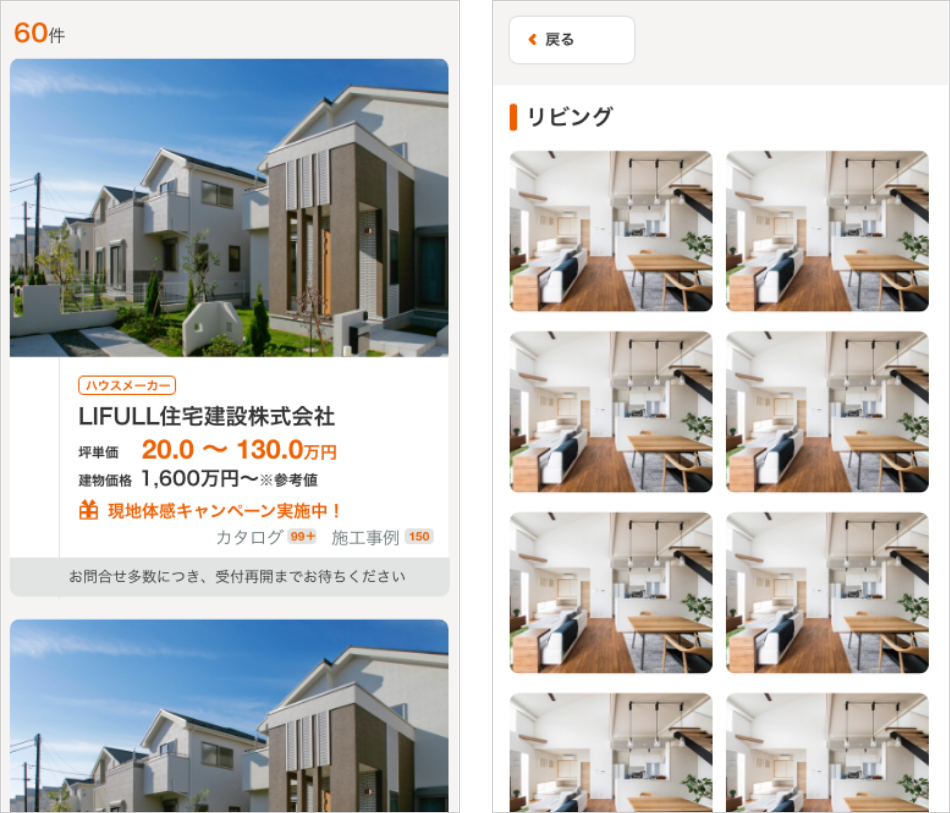 60件
ハウスメーカー
LIFULL住宅建設株式会社
坪単価 20.0 〜 130.0万円
建物価格 1,600万円〜※参考値
現地体感キャンペーン実施中！
カタログ 99+ 施工事例 150
お問合せ多数につき、受付再開までお待ちください
戻る
リビング